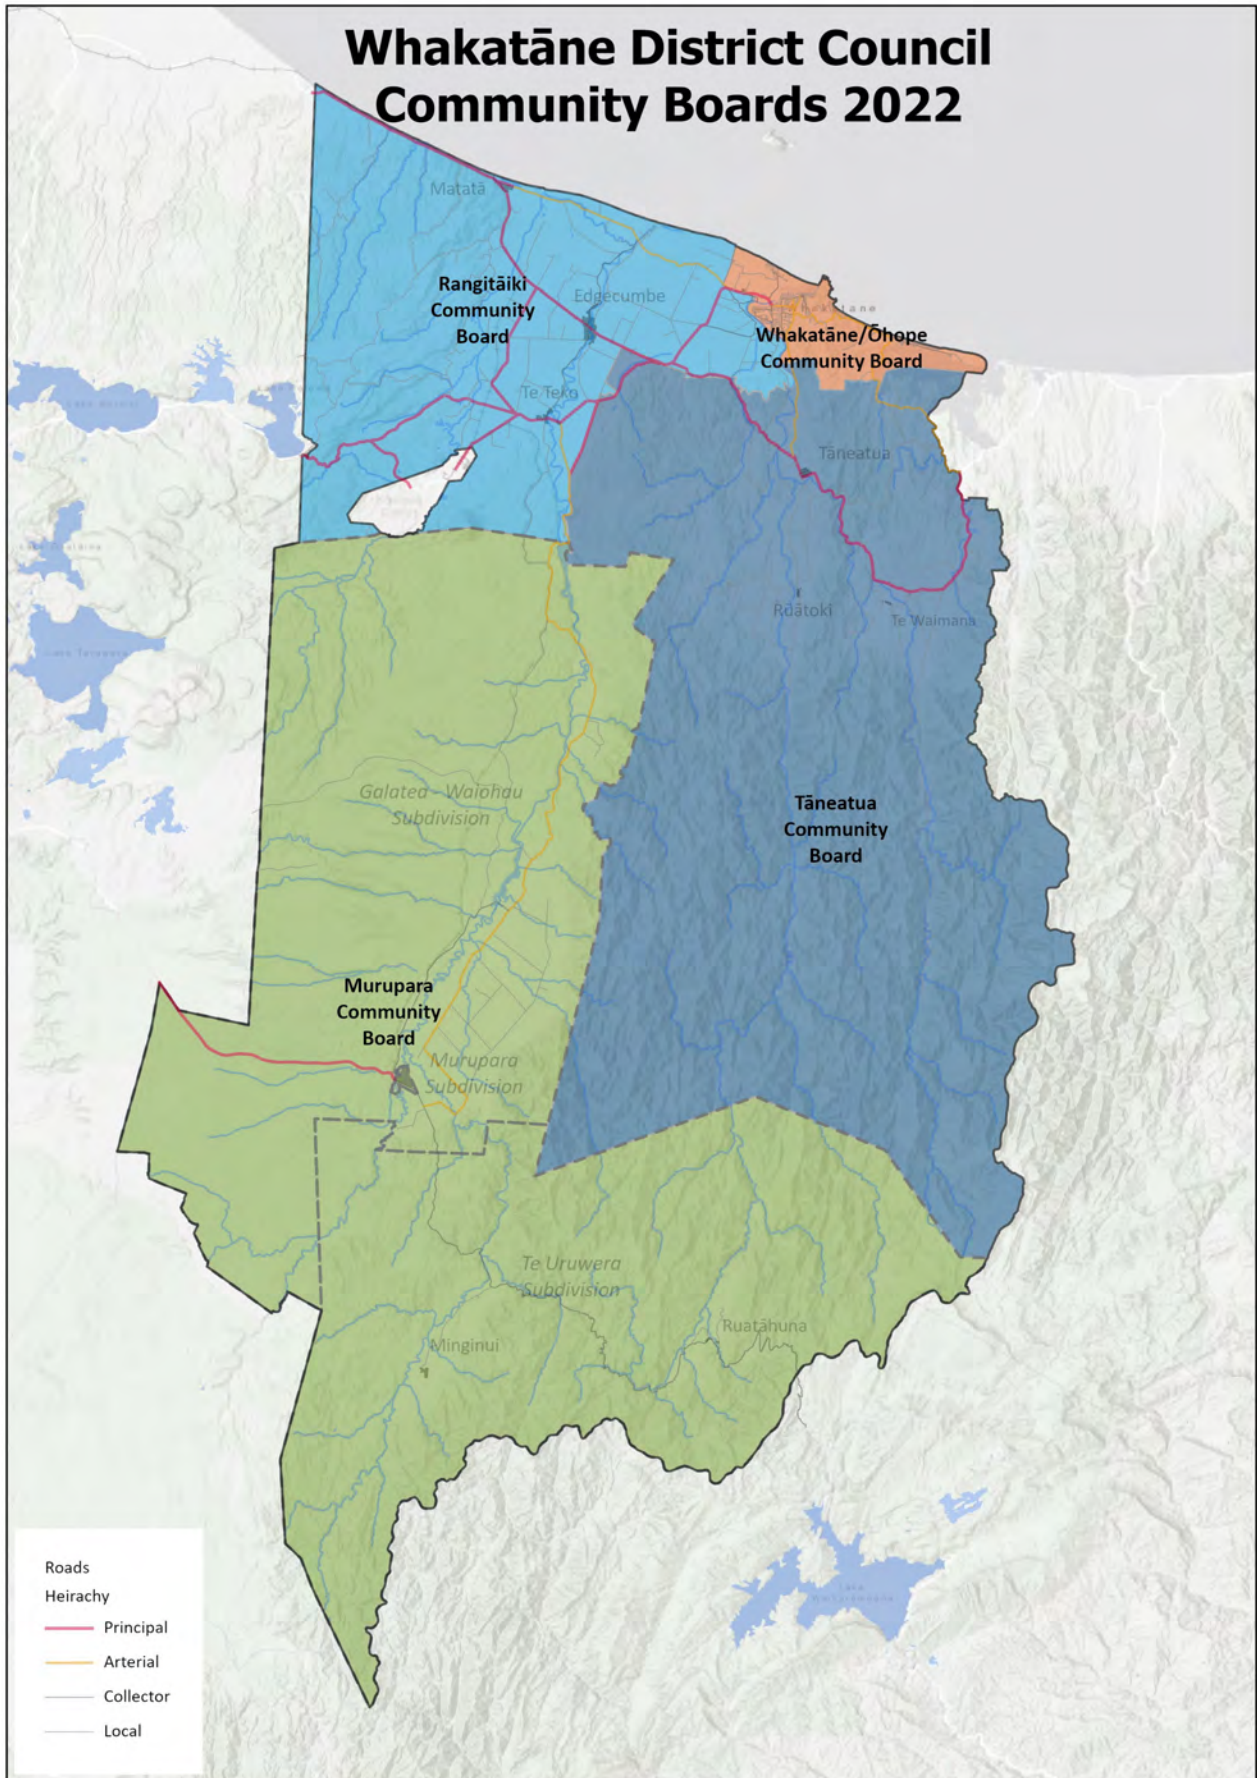 Whakatāne District Council
Community Boards 2022
Matatā
Rangitāiki
Community
Board
Edgecumbe
Whakatāne/Ōhope
Community Board
Te Teko
Tāneatua
Rūātoki
Te Waimana
Galatea - Waiohau
Subdivision
Tāneatua
Community
Board
Murupara
Community
Board
Murupara
Subdivision
Te Uruwera
Subdivision
Ruatāhuna
Minginui
Roads
Heirachy
Principal
Arterial
Collector
Local